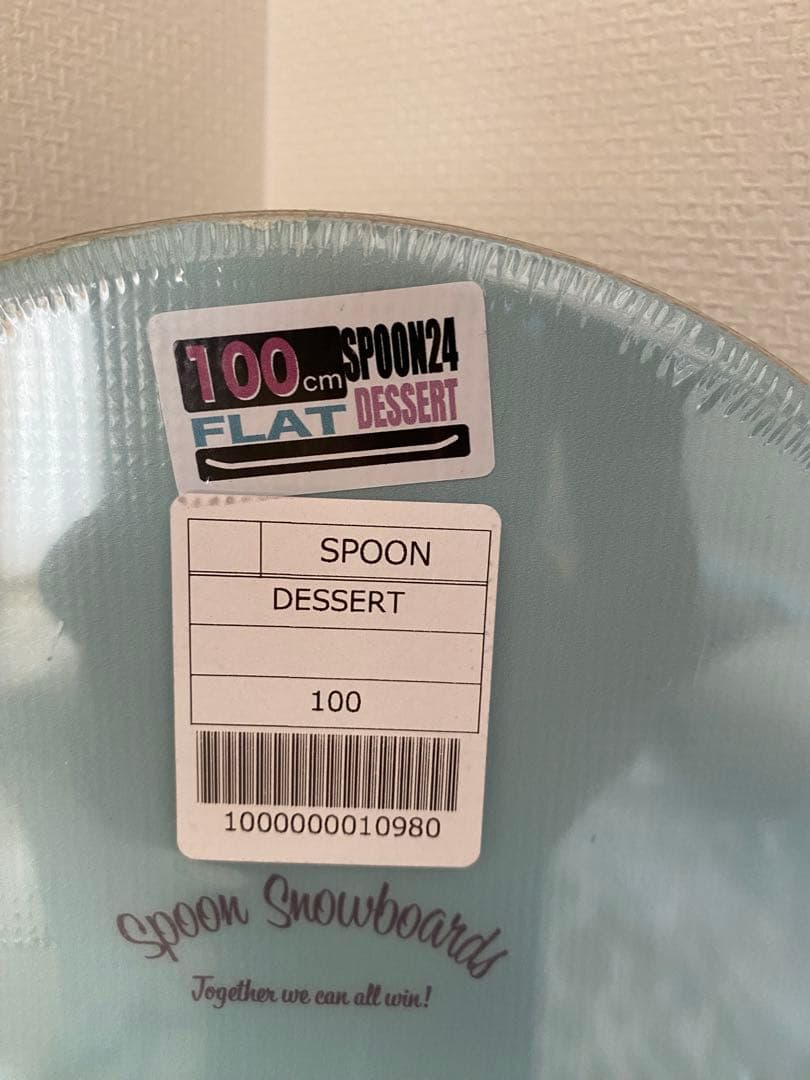 100cm SPOON24
FLAT DESSERT
SPOON
DESSERT
100
1000000010980
Spoon Snowboards
Together we can all win!